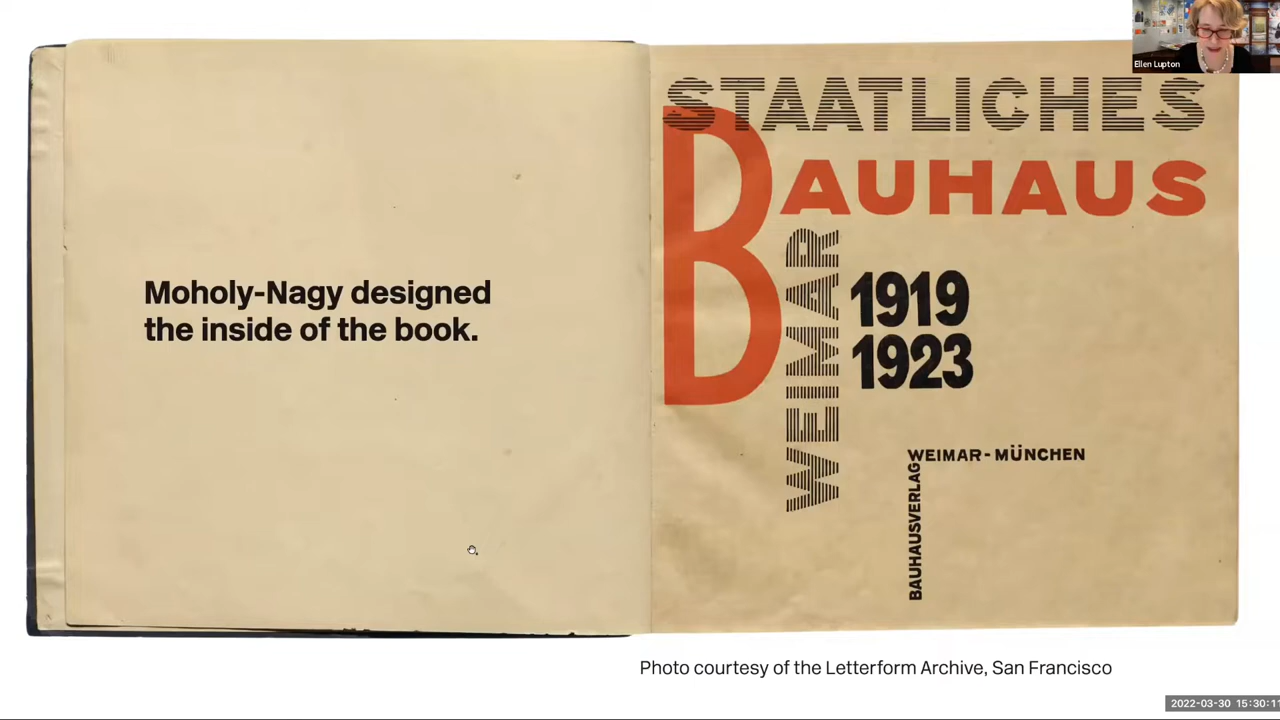 Ellen Lupton
Moholy-Nagy designed
the inside of the book.
STAATLICHES
BAUHAUS
WEIMAR
1919
1923
WEIMAR-MÜNCHEN
BAUHAUSVERLAG
Photo courtesy of the Letterform Archive, San Francisco
2022-03-30 15:30:11